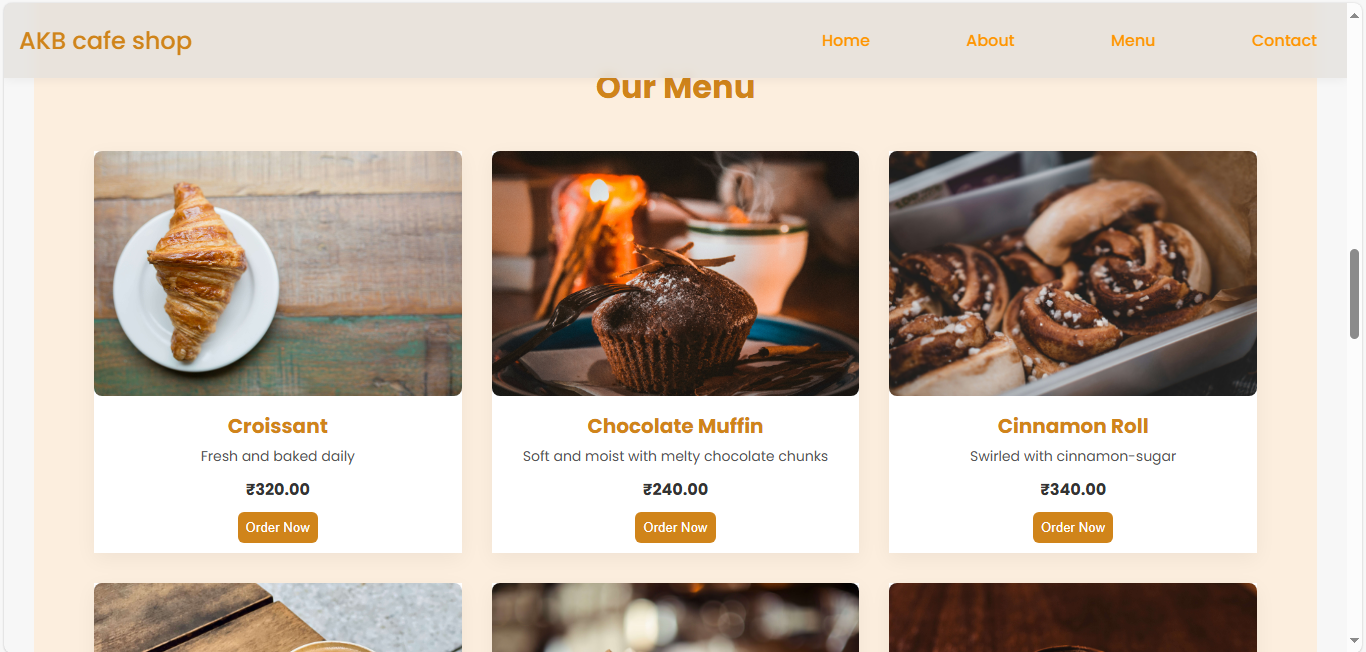 AKB cafe shop
Home
About
Menu
Contact
Our Menu
Croissant
Fresh and baked daily
₹320.00
Order Now
Chocolate Muffin
Soft and moist with melty chocolate chunks
₹240.00
Order Now
Cinnamon Roll
Swirled with cinnamon-sugar
₹340.00
Order Now